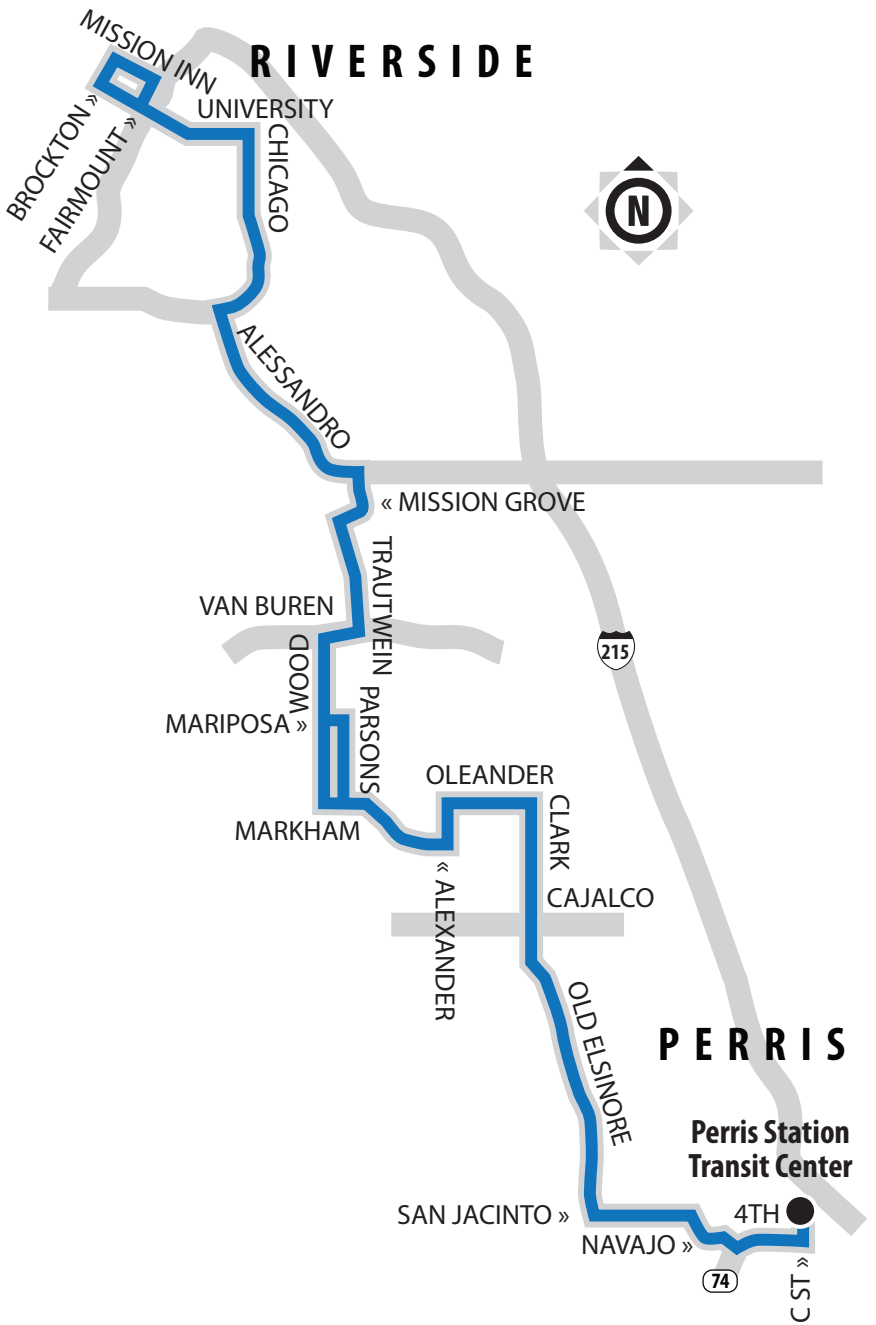 MISSION INN
RIVERSIDE
UNIVERSITY
BROCKTON »
FAIRMOUNT »
CHICAGO
N
ALESSANDRO
« MISSION GROVE
TRAUTWEIN
VAN BUREN
215
WOOD
PARSONS
MARIPOSA »
OLEANDER
MARKHAM
CLARK
« ALEXANDER
CAJALCO
OLD ELSINORE
PERRIS
Perris Station
Transit Center
SAN JACINTO »
4TH
NAVAJO »
74
C ST »